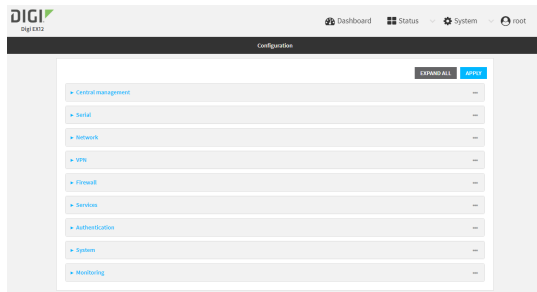 DIGI
Digi EX12
Dashboard Status System root
Configuration
EXPAND ALL APPLY
Central management
Serial
Network
VPN
Firewall
Services
Authentication
System
Monitoring